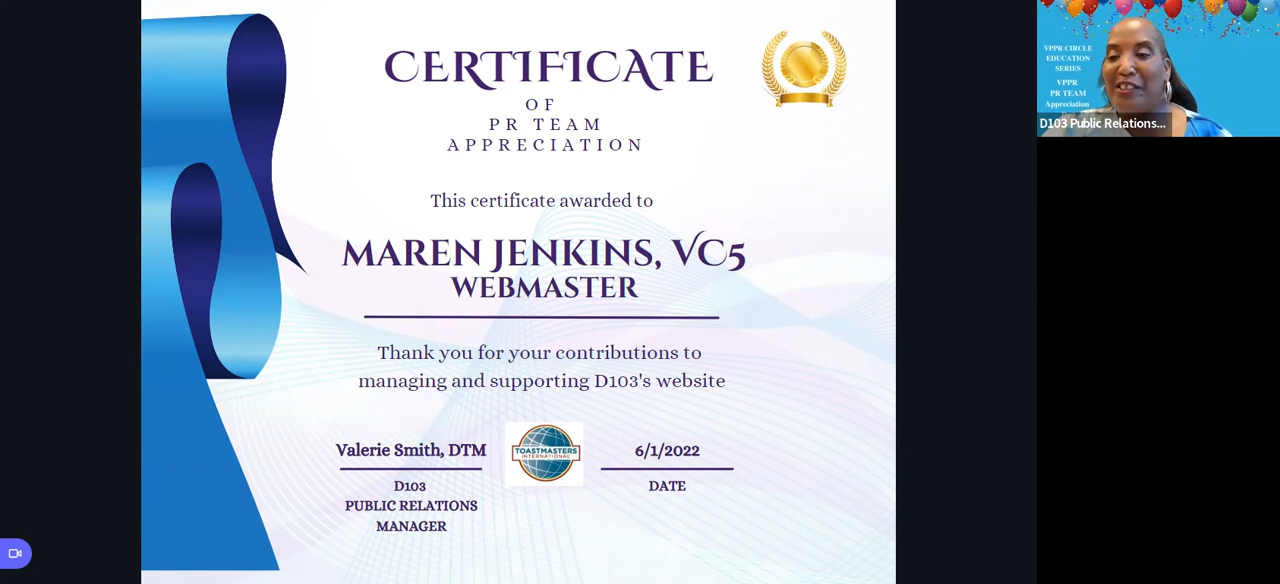 CERTIFICATE
OF
PR TEAM
APPRECIATION
This certificate awarded to
MAREN JENKINS, VC5
WEBMASTER
Thank you for your contributions to
managing and supporting D103's website
Valerie Smith, DTM
D103
PUBLIC RELATIONS
MANAGER
TOASTMASTERS
INTERNATIONAL
6/1/2022
DATE
VPPR CIRCLE
EDUCATION
SERIES
VPPR
PR TEAM
Appreciation
D103 Public Relations...